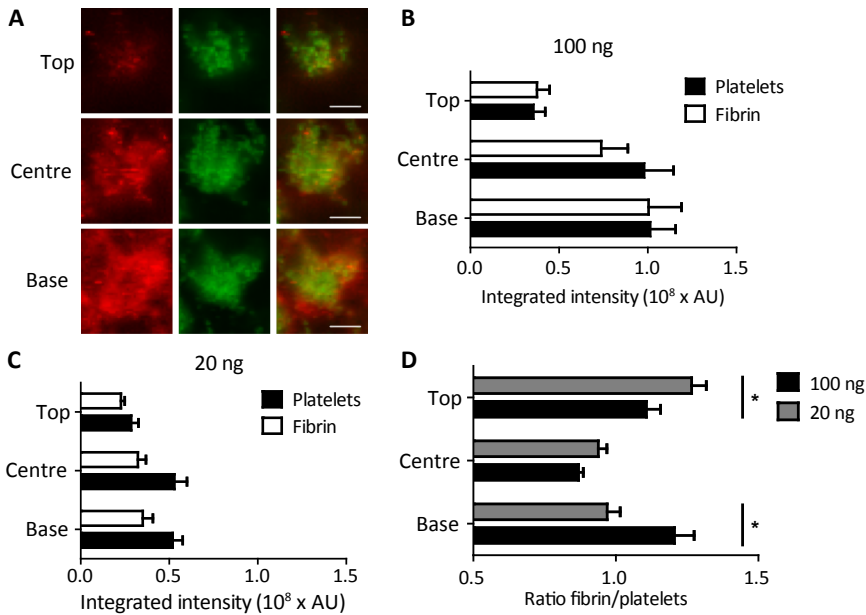 A
Top
Centre
Base
B
100 ng
Platelets
Fibrin
Top
Centre
Base
0.0 0.5 1.0 1.5
Integrated intensity (10⁸ x AU)
C
20 ng
Platelets
Fibrin
Top
Centre
Base
0.0 0.5 1.0 1.5
Integrated intensity (10⁸ x AU)
D
100 ng
20 ng
Top
*
Centre
Base
*
0.5 1.0 1.5
Ratio fibrin/platelets